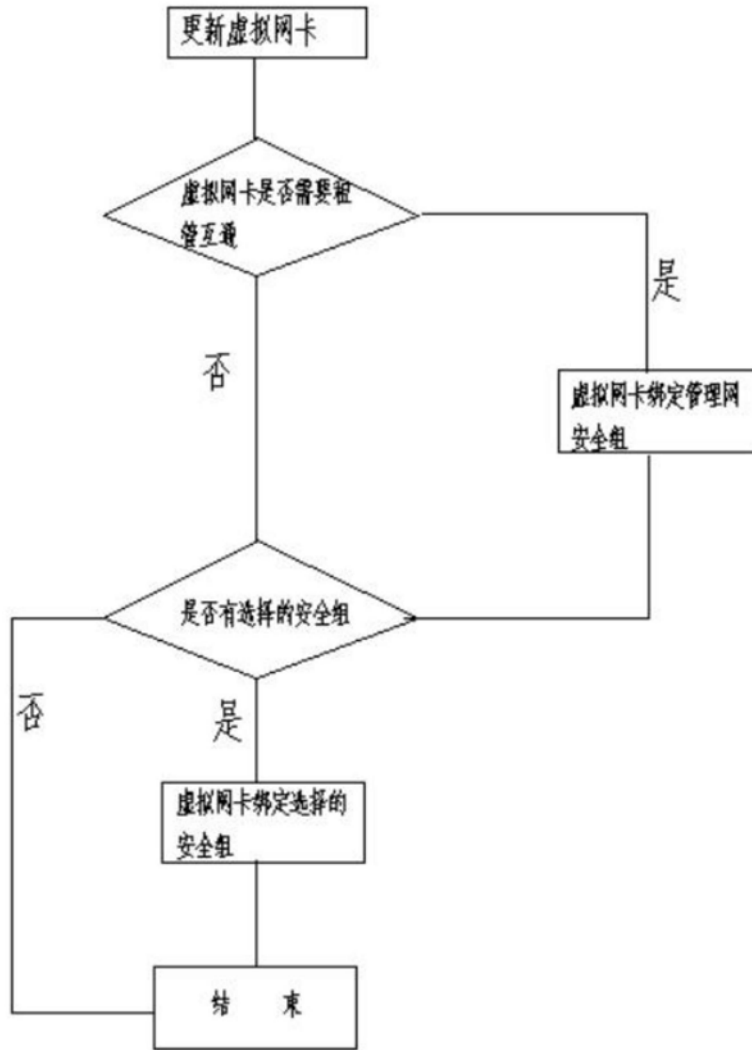 更新虚拟网卡
虚拟网卡是否需要租
管互通
是
否
虚拟网卡绑定管理网
安全组
是否有选择的安全组
否
是
虚拟网卡绑定选择的
安全组
结 束